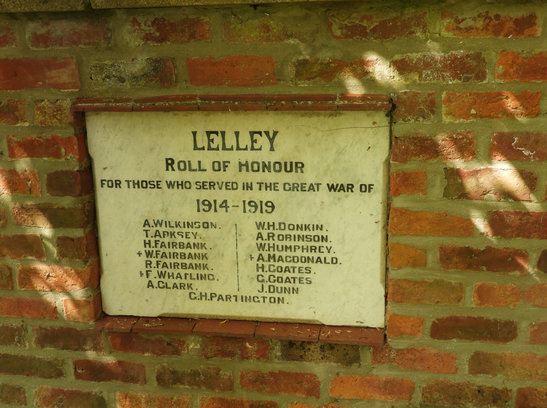 LELLEY
ROLL OF HONOUR
FOR THOSE WHO SERVED IN THE GREAT WAR OF
1914-1919
A.WILKINSON. W.H.DONKIN.
T.APKSEY. A.ROBINSON.
H.FAIRBANK. W.HUMPHREY.
+W.FAIRBANK. +A.MACDONALD.
R.FAIRBANK. H.COATES.
+F.WHATLING. G.COATES
A.CLARK. J.DUNN
G.H.PARTINGTON.